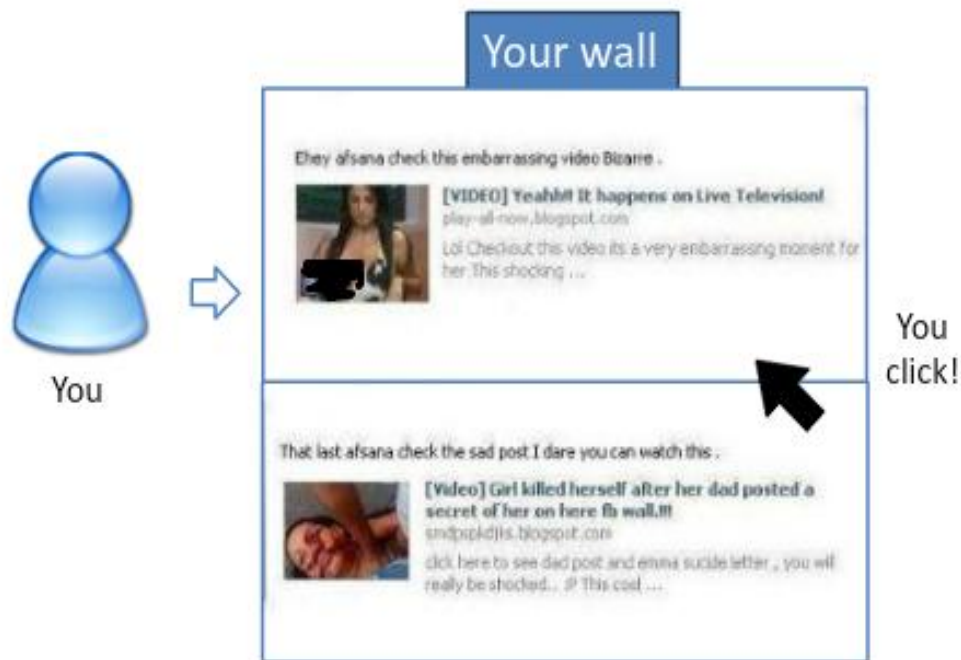 Your wall
Ehey afsana check this embarrassing video Bizarre .
[VIDEO] Yeahh!! It happens on Live Television!
play-all-now.blogspot.com
Lol Checkout this video its a very embarrassing moment for
her This shocking ...
You
click!
You
That last afsana check the sad post I dare you can watch this .
[Video] Girl killed herself after her dad posted a
secret of her on here fb wall.!!!
click here to see dad post and emma sucide letter , you will
really be shocked.. :P This cool ...